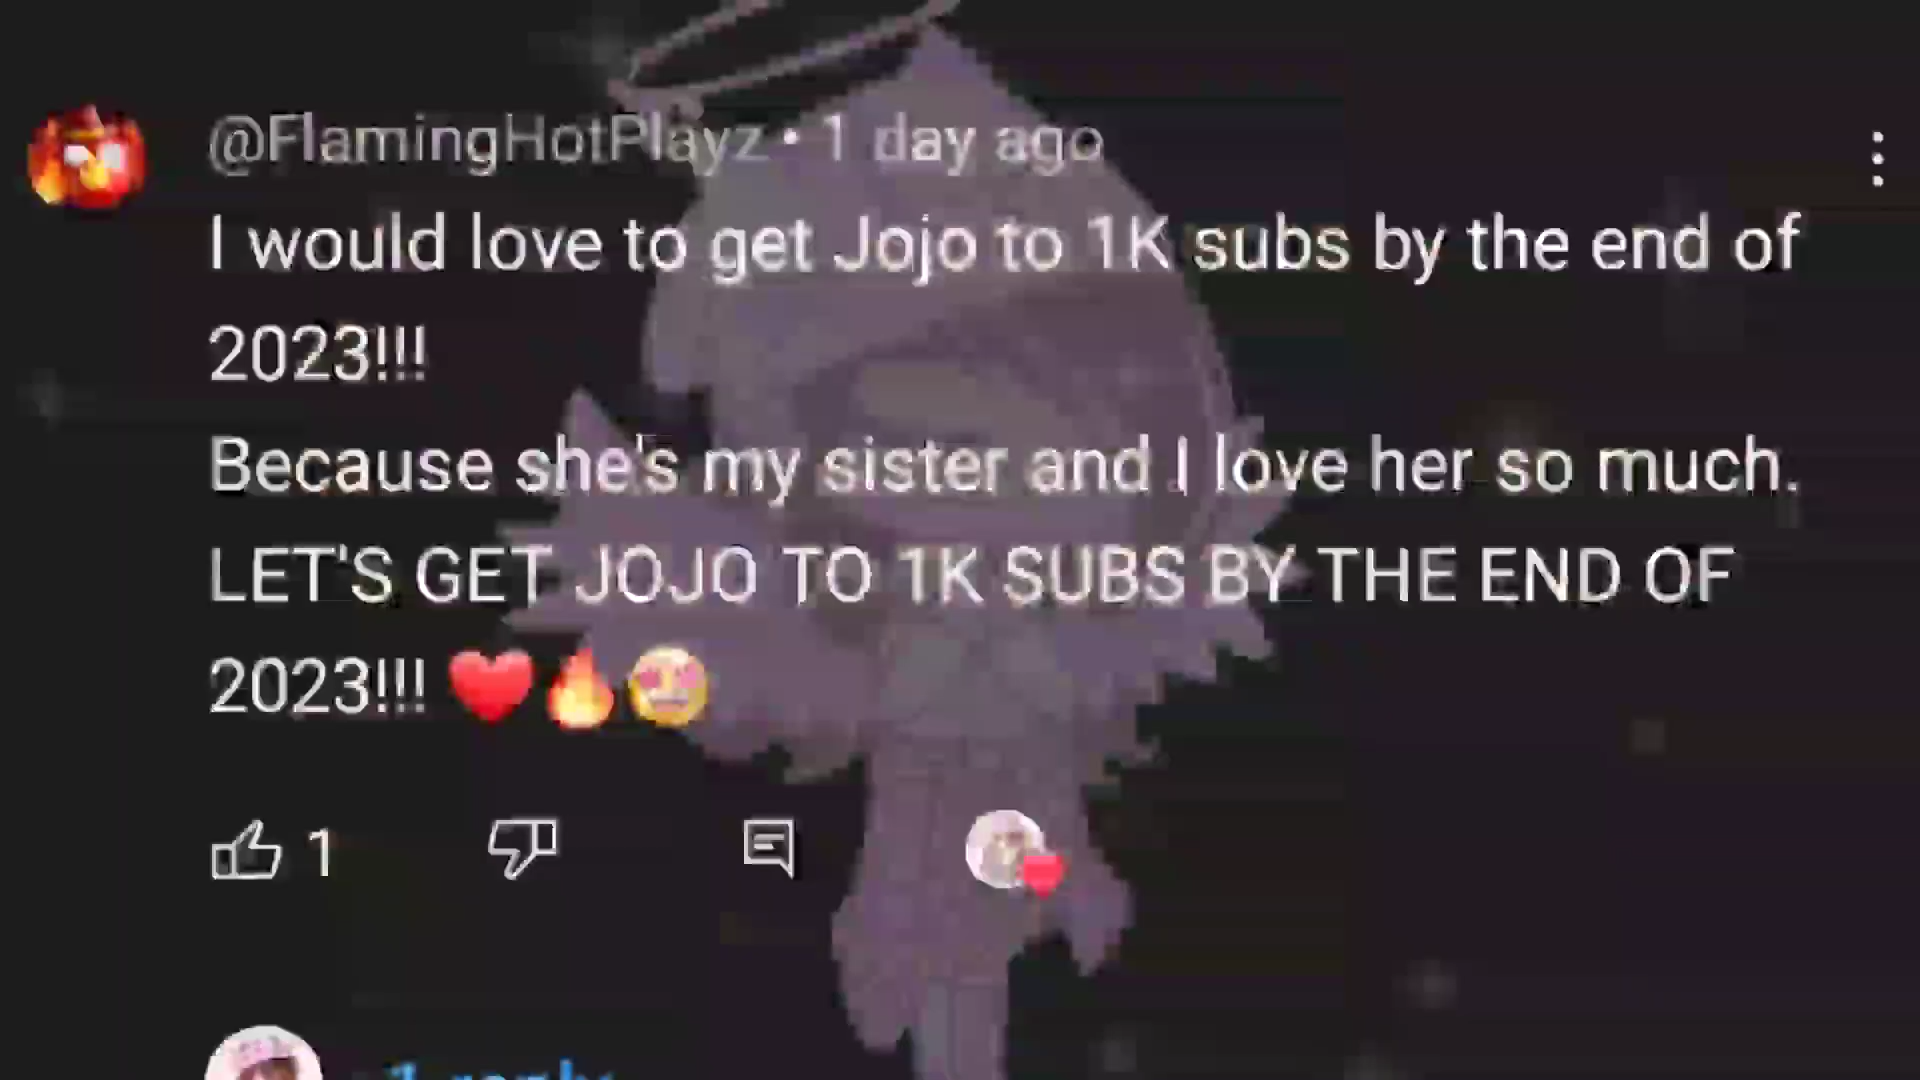 @FlamingHotPlayz • 1 day ago
I would love to get Jojo to 1K subs by the end of
2023!!!
Because she's my sister and I love her so much.
LET'S GET JOJO TO 1K SUBS BY THE END OF
2023!!! ❤️🔥😍
1
1 reply